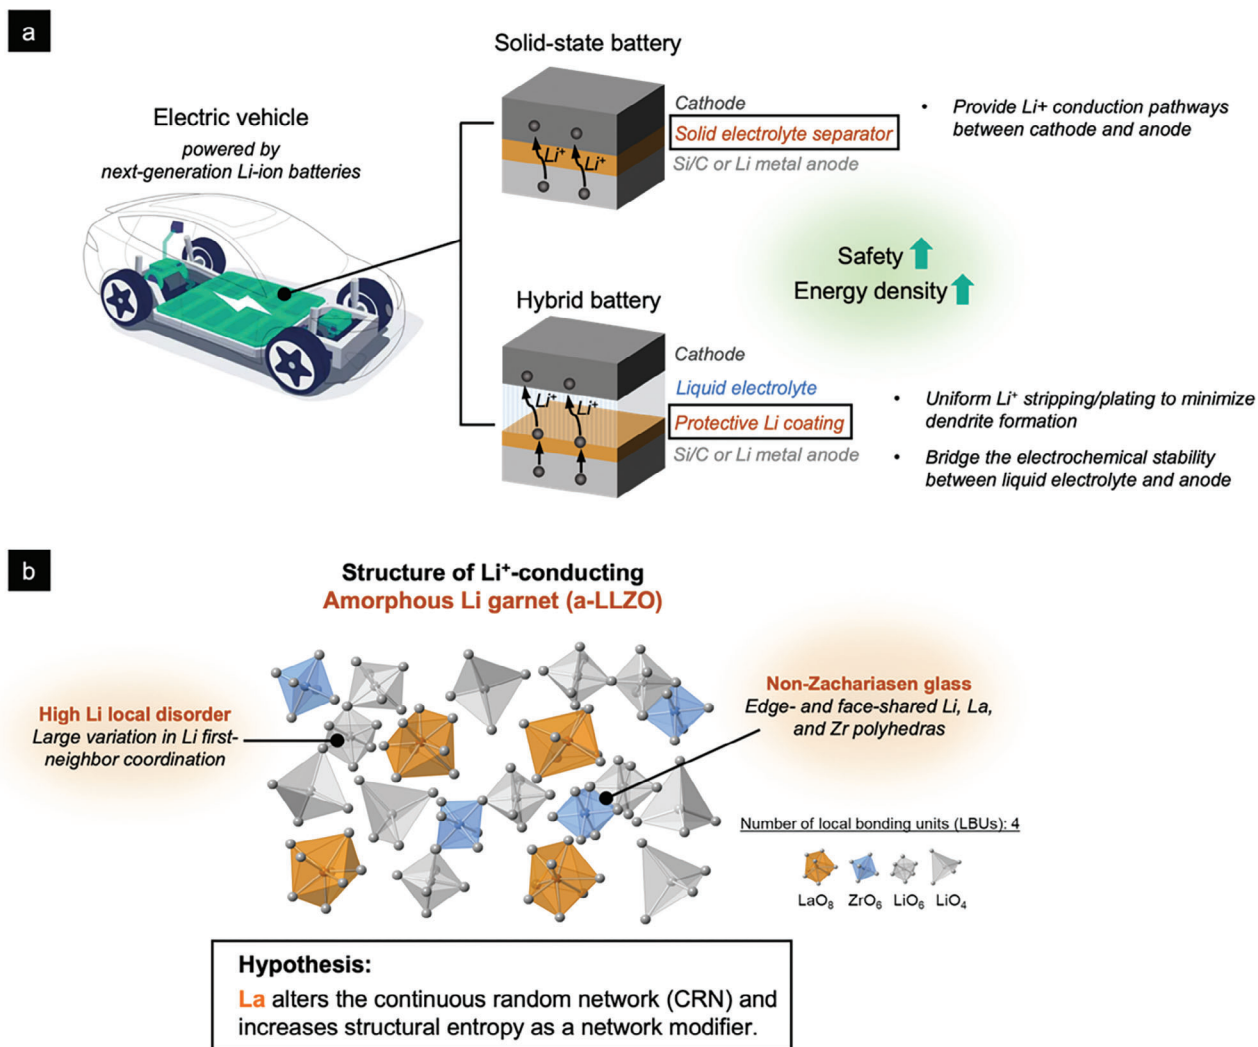 a
Electric vehicle
powered by
next-generation Li-ion batteries
Solid-state battery
Li⁺
Li⁺
Cathode
Solid electrolyte separator
Si/C or Li metal anode
• Provide Li+ conduction pathways
between cathode and anode
Safety
Energy density
Hybrid battery
Li⁺
Li⁺
Cathode
Liquid electrolyte
Protective Li coating
Si/C or Li metal anode
• Uniform Li⁺ stripping/plating to minimize
dendrite formation
• Bridge the electrochemical stability
between liquid electrolyte and anode
b
Structure of Li⁺-conducting
Amorphous Li garnet (a-LLZO)
High Li local disorder
Large variation in Li first-
neighbor coordination
Non-Zachariasen glass
Edge- and face-shared Li, La,
and Zr polyhedras
Number of local bonding units (LBUs): 4
LaO₈ ZrO₆ LiO₆ LiO₄
Hypothesis:
La alters the continuous random network (CRN) and
increases structural entropy as a network modifier.